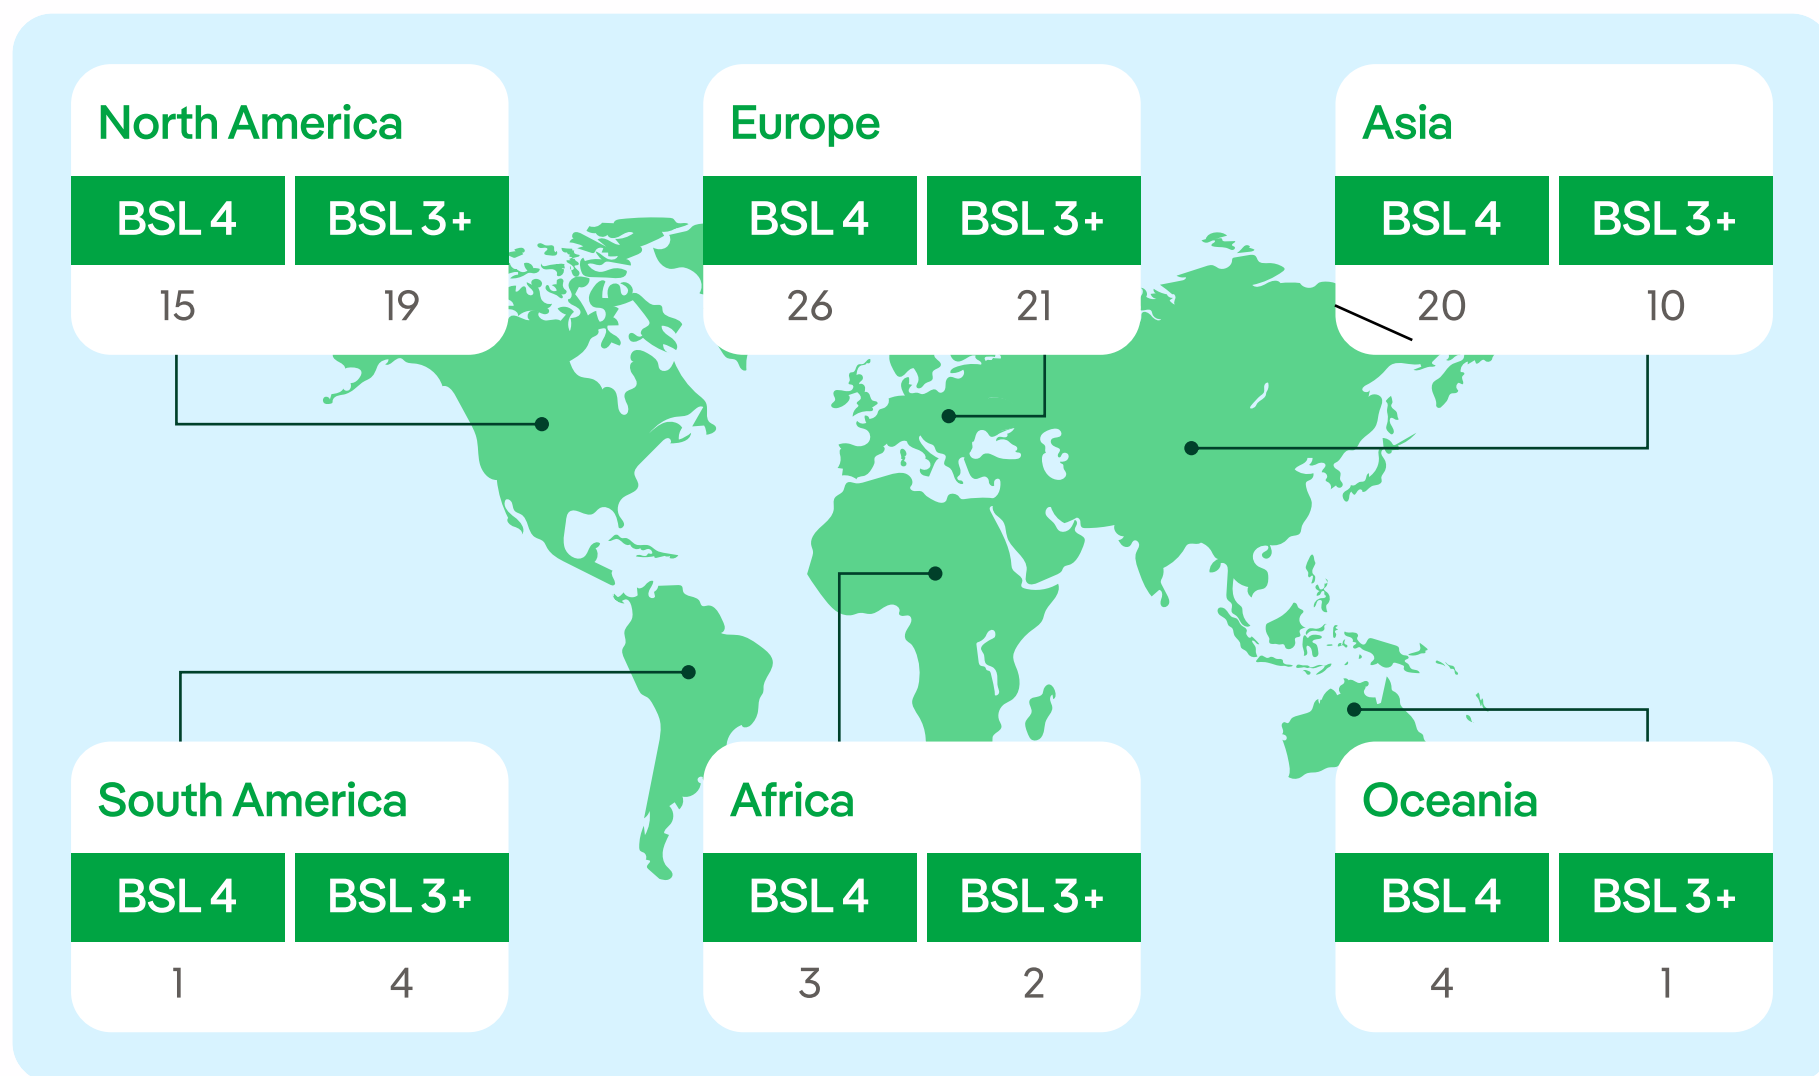 North America
BSL 4 BSL 3+
15 19
Europe
BSL 4 BSL 3+
26 21
Asia
BSL 4 BSL 3+
20 10
South America
BSL 4 BSL 3+
1 4
Africa
BSL 4 BSL 3+
3 2
Oceania
BSL 4 BSL 3+
4 1